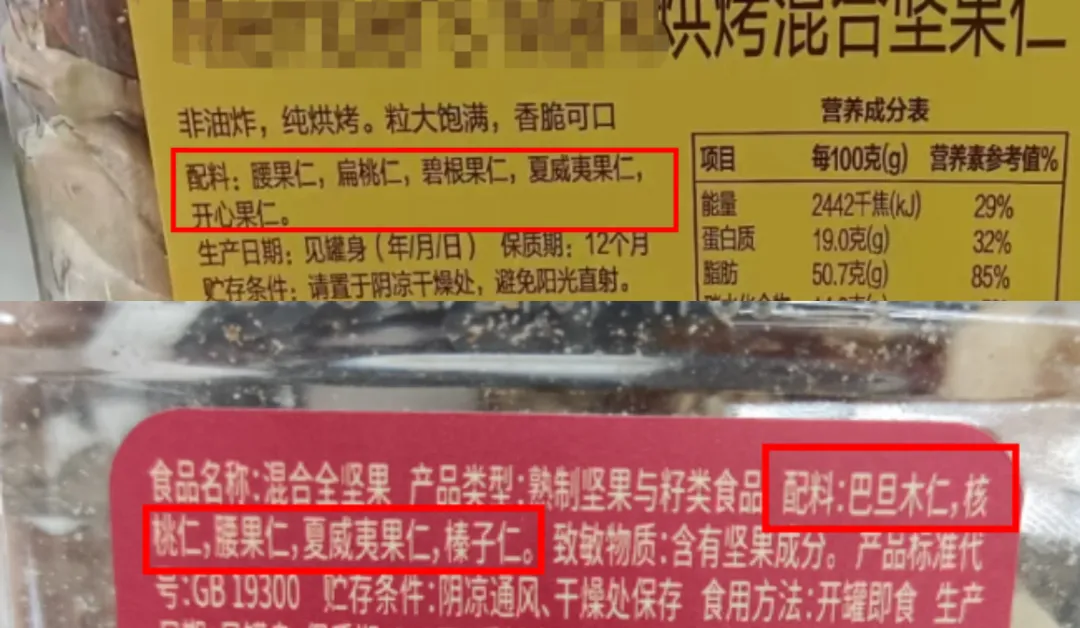 烘烤混合坚果仁
非油炸，纯烘烤。粒大饱满，香脆可口
配料：腰果仁，扁桃仁，碧根果仁，夏威夷果仁，
开心果仁。
生产日期：见罐身（年/月/日） 保质期：12个月
贮存条件：请置于阴凉干燥处，避免阳光直射。
营养成分表
项目 每100克(g) 营养素参考值%
能量 2442千焦(kJ) 29%
蛋白质 19.0克(g) 32%
脂肪 50.7克(g) 85%
食品名称:混合全坚果 产品类型:熟制坚果与籽类食品 配料:巴旦木仁,核
桃仁,腰果仁,夏威夷果仁,榛子仁。 致敏物质:含有坚果成分。 产品标准代
号:GB 19300 贮存条件:阴凉通风、干燥处保存 食用方法:开罐即食 生产